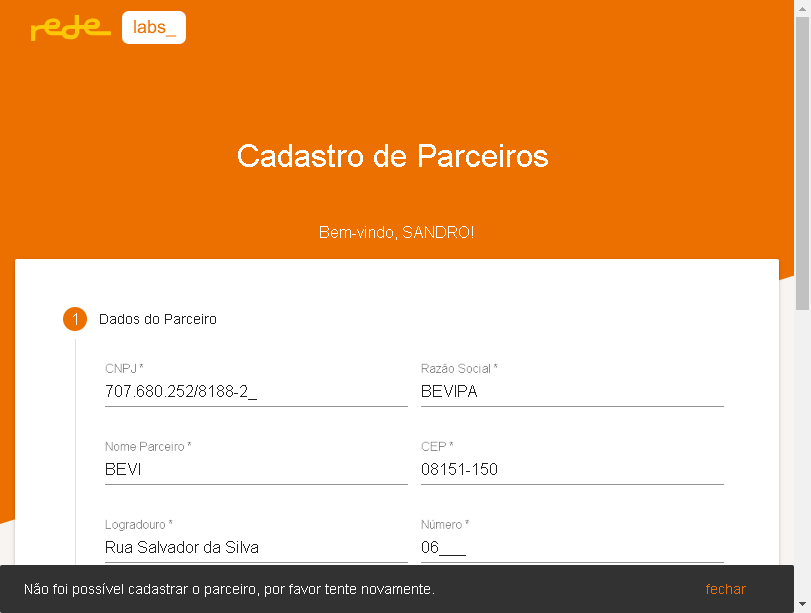 rede labs_
Cadastro de Parceiros
Bem-vindo, SANDRO!
1 Dados do Parceiro
CNPJ * Razão Social *
707.680.252/8188-2_ BEVIPA
Nome Parceiro * CEP *
BEVI 08151-150
Logradouro * Número *
Rua Salvador da Silva 06___
Não foi possível cadastrar o parceiro, por favor tente novamente. fechar